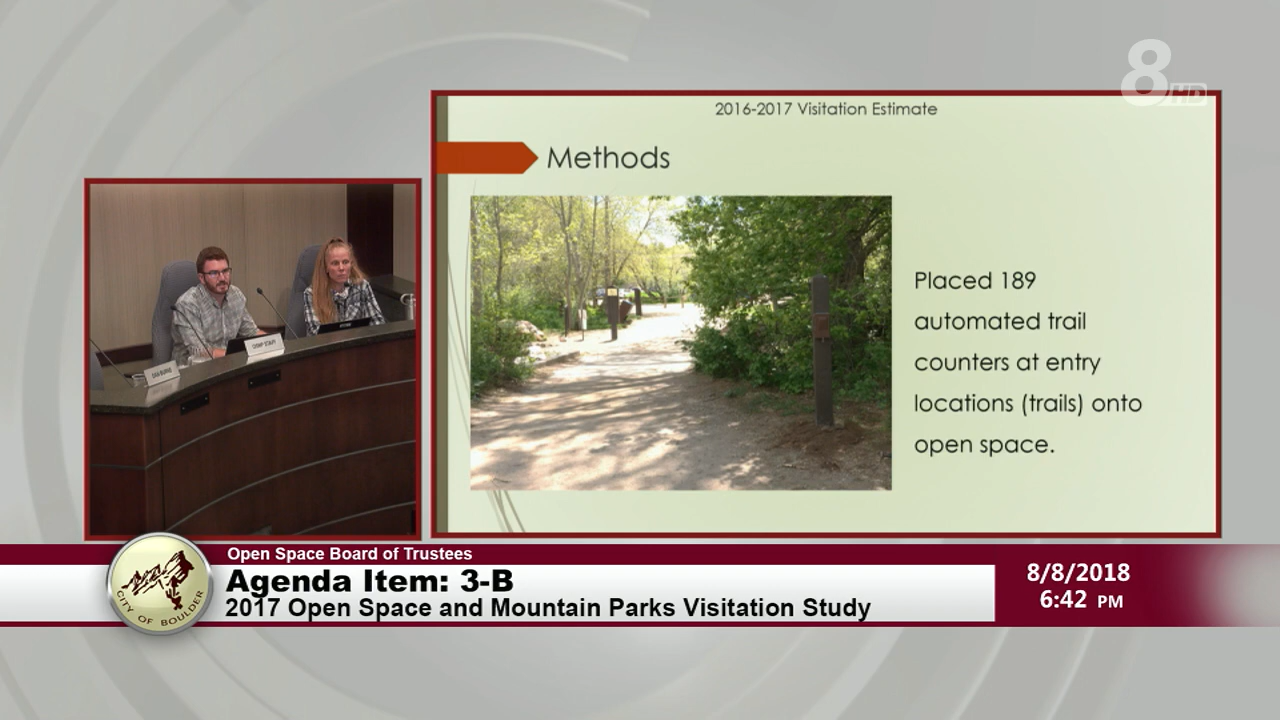 8 HD
2016-2017 Visitation Estimate
Methods
Placed 189
automated trail
counters at entry
locations (trails) onto
open space.
Open Space Board of Trustees
Agenda Item: 3-B
2017 Open Space and Mountain Parks Visitation Study
8/8/2018
6:42 PM
CITY OF BOULDER